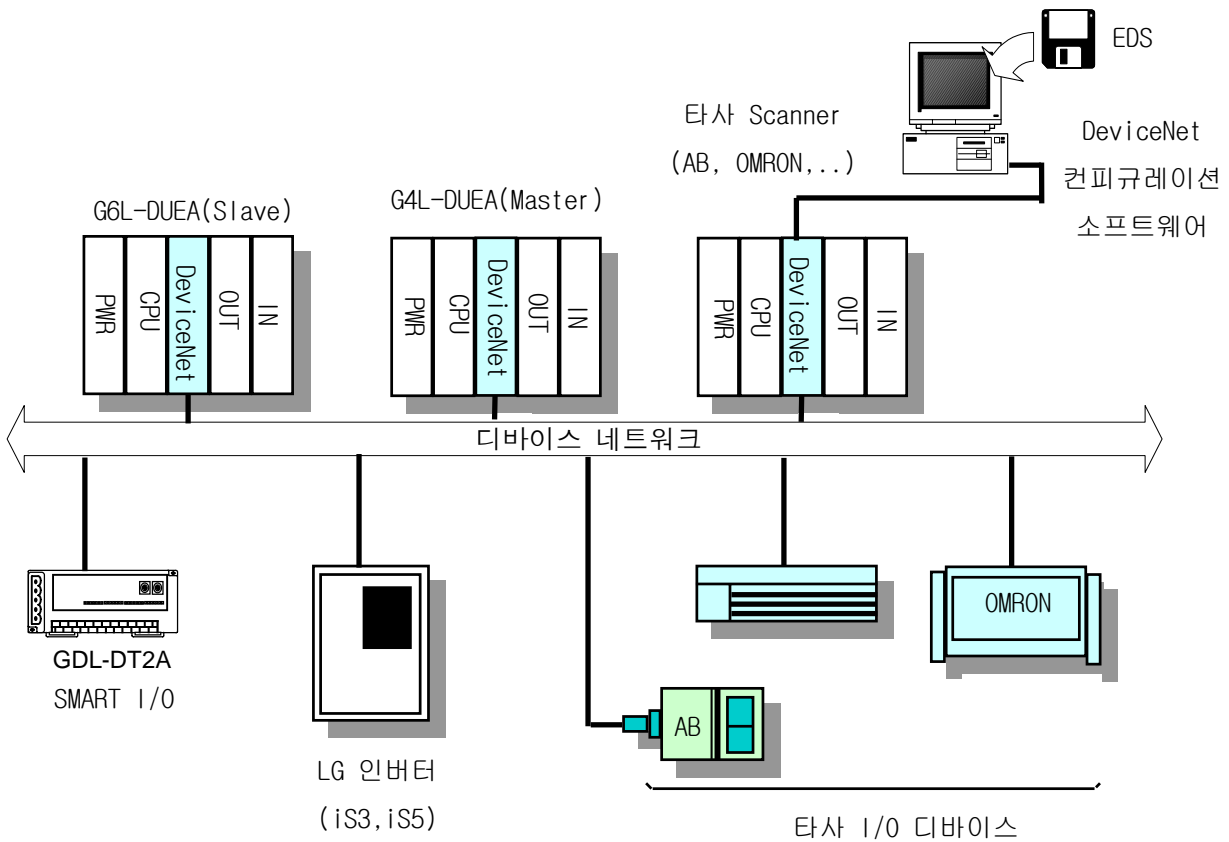 EDS
타사 Scanner
(AB, OMRON,..)
DeviceNet
컨피규레이션
소프트웨어
G6L-DUEA(Slave)
G4L-DUEA(Master)
PWR
CPU
DeviceNet
OUT
IN
PWR
CPU
DeviceNet
OUT
IN
PWR
CPU
DeviceNet
OUT
IN
디바이스 네트워크
GDL-DT2A
SMART I/O
LG 인버터
(iS3,iS5)
AB
OMRON
타사 I/O 디바이스